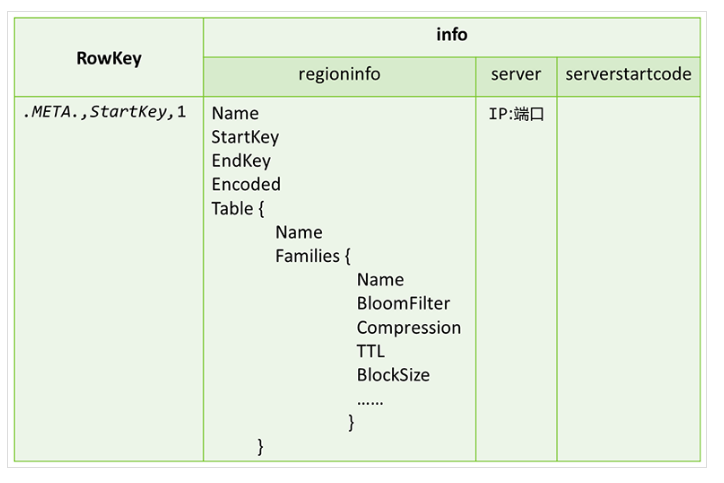 RowKey
info
regioninfo
server
serverstartcode
.META.,StartKey,1
Name
IP:端口
StartKey
EndKey
Encoded
Table {
Name
Families {
Name
BloomFilter
Compression
TTL
BlockSize
......
}
}